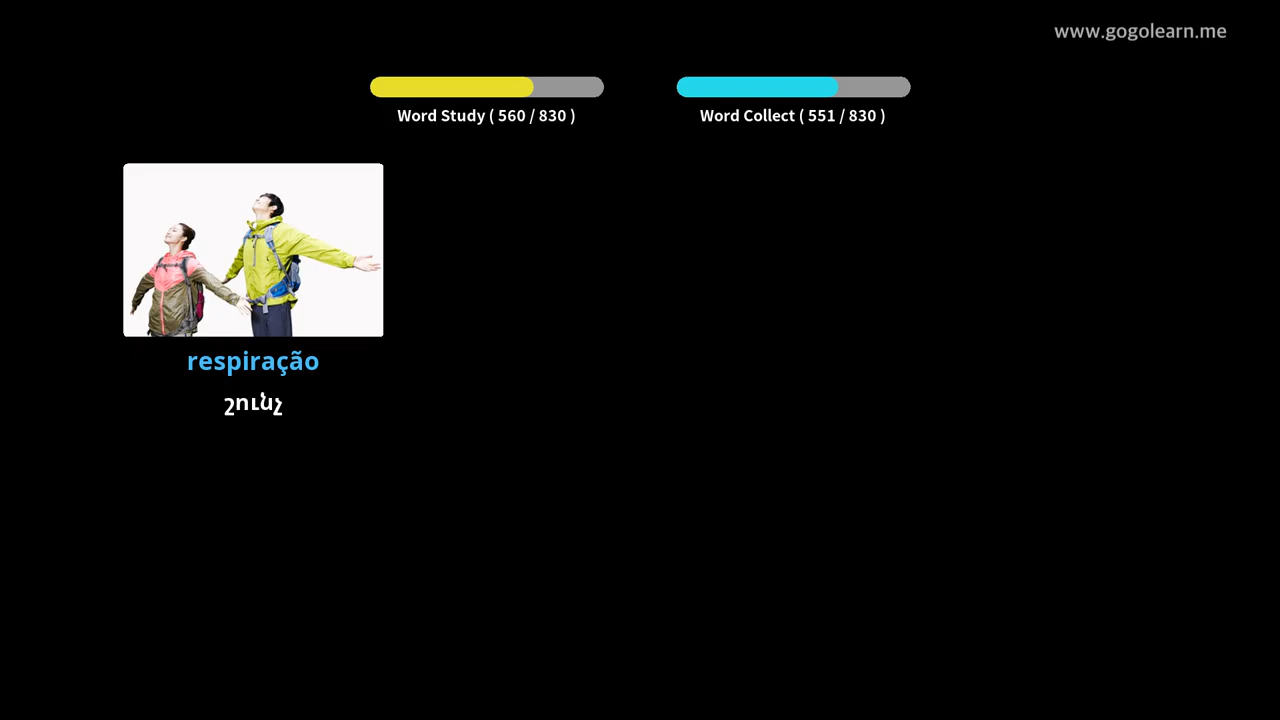 www.gogolearn.me
Word Study ( 560 / 830 )
Word Collect ( 551 / 830 )
respiração
շունչ